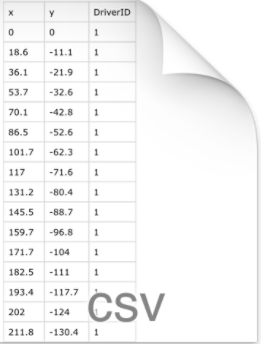 x y DriverID
0 0 1
18.6 -11.1 1
36.1 -21.9 1
53.7 -32.6 1
70.1 -42.8 1
86.5 -52.6 1
101.7 -62.3 1
117 -71.6 1
131.2 -80.4 1
145.5 -88.7 1
159.7 -96.8 1
171.7 -104 1
182.5 -111 1
193.4 -117.7 1
202 -124 1
211.8 -130.4 1
CSV